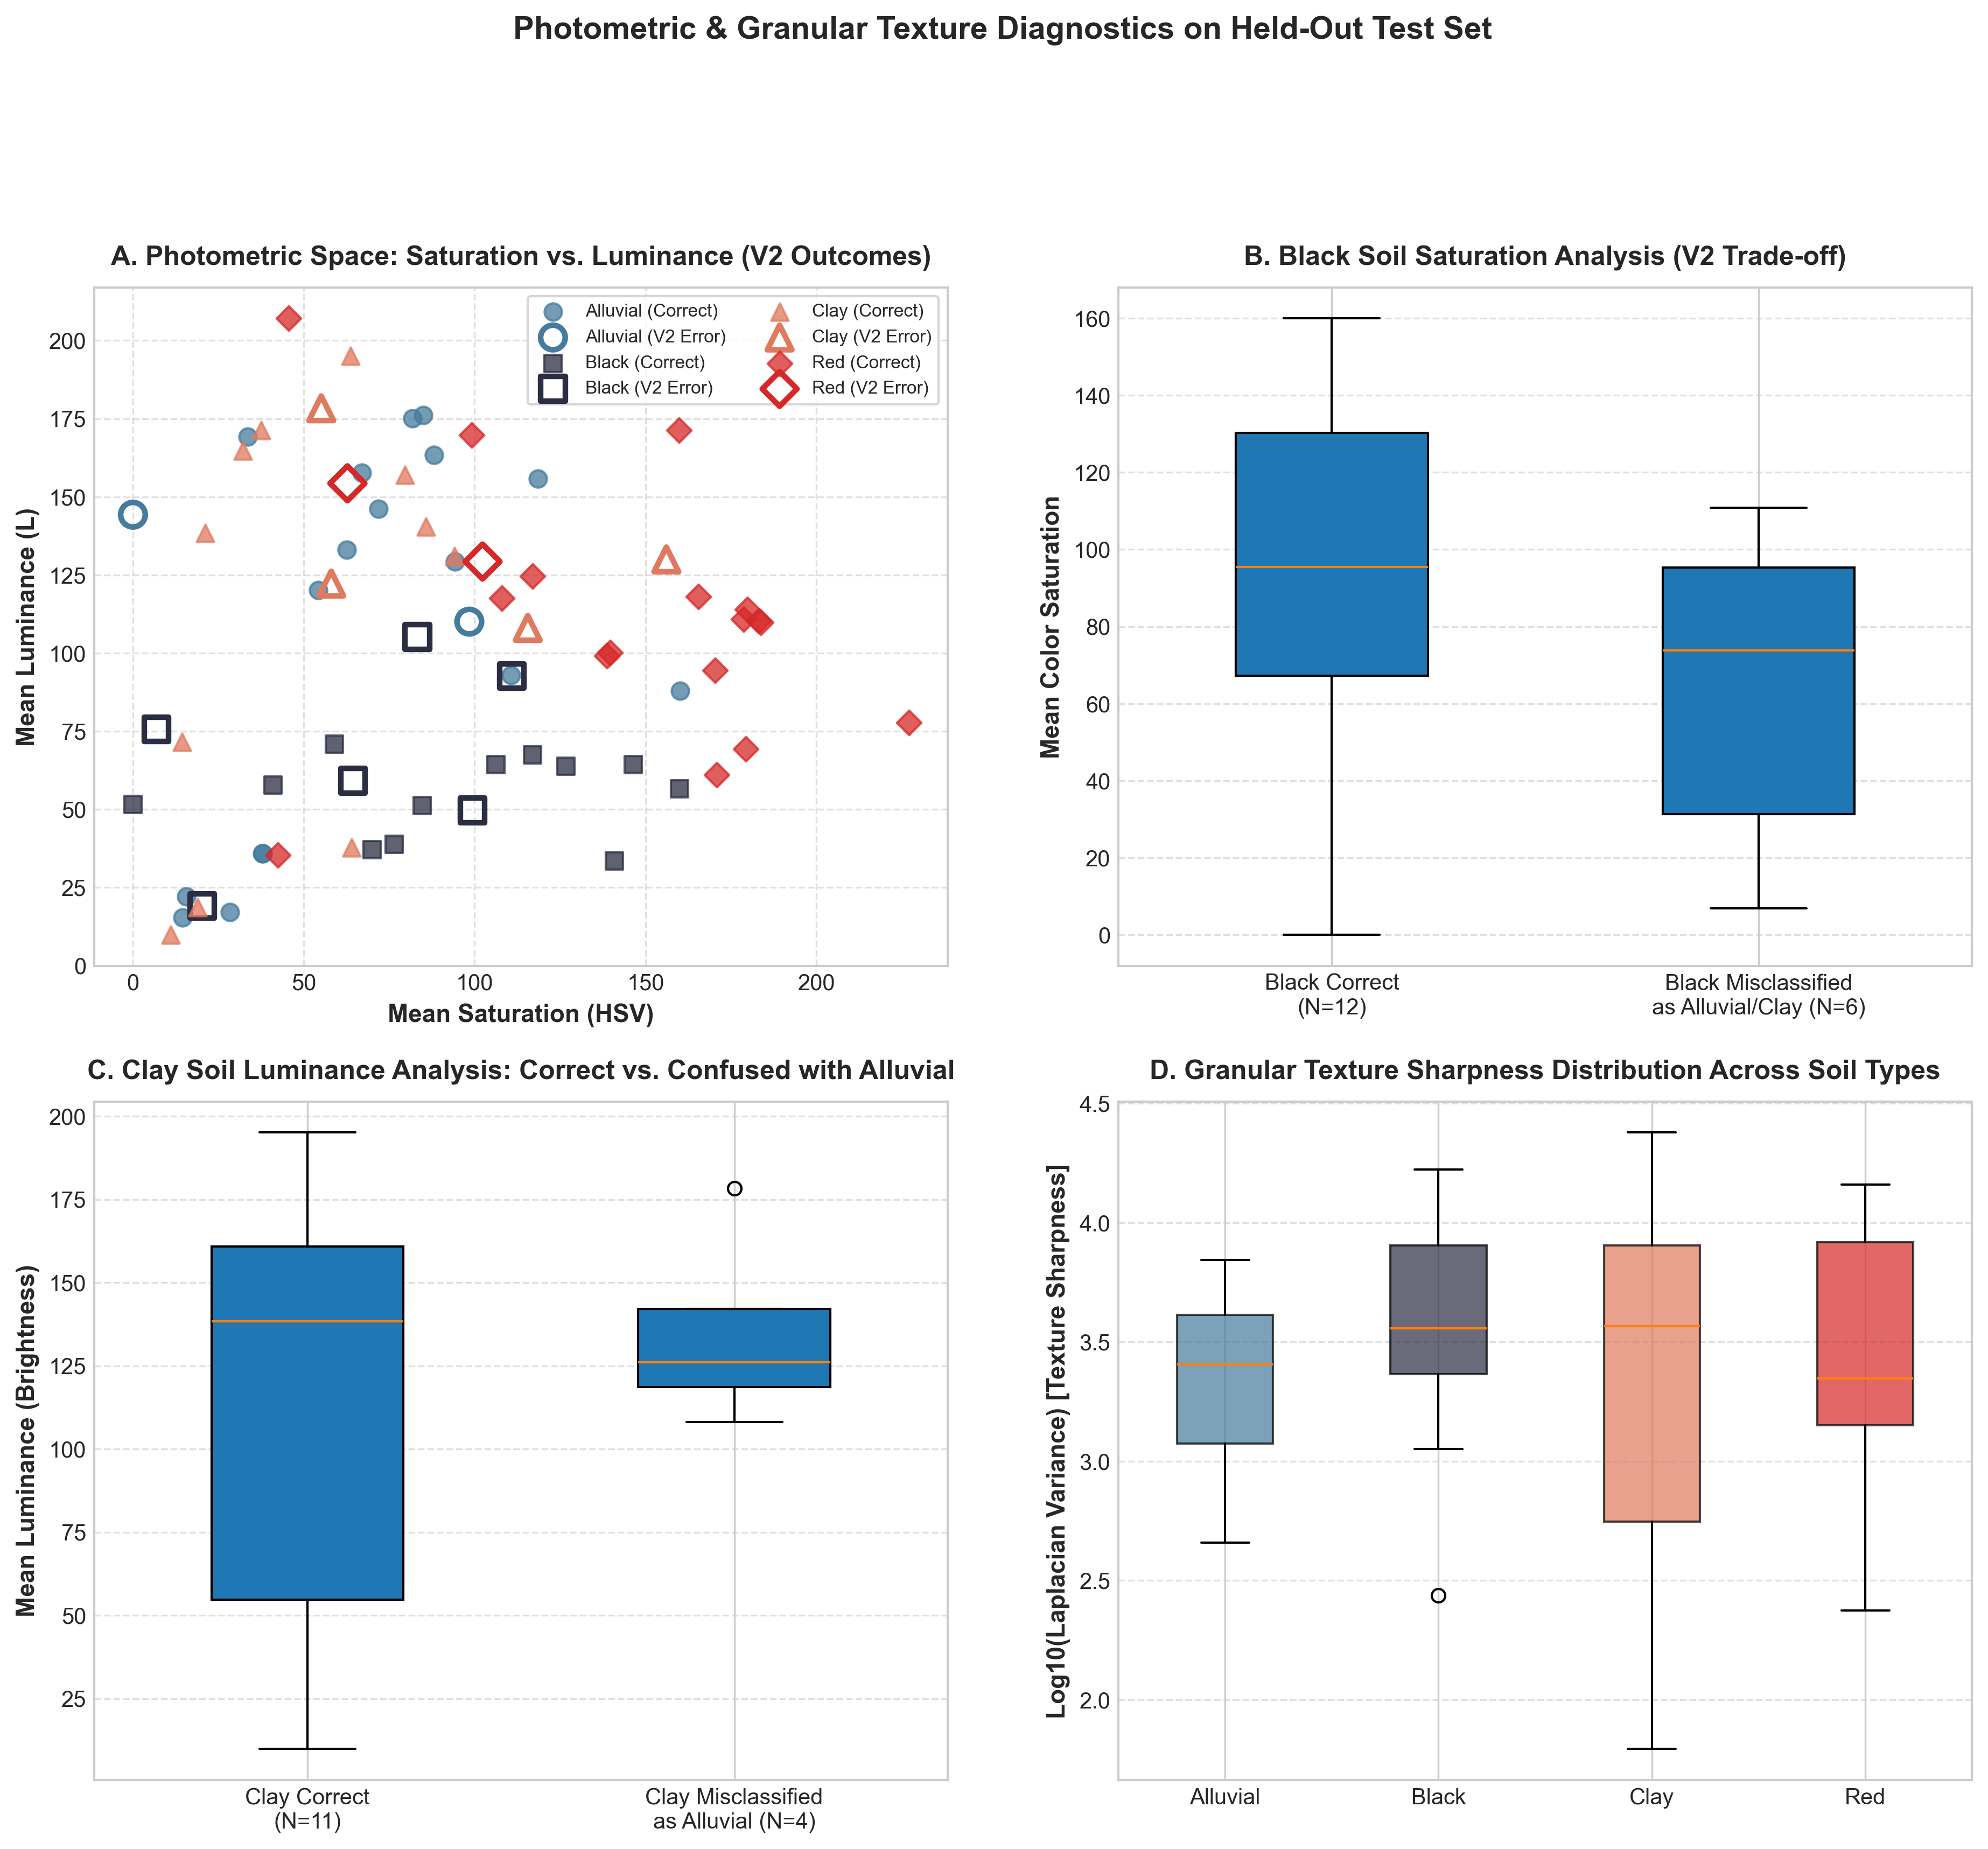 Photometric & Granular Texture Diagnostics on Held-Out Test Set
A. Photometric Space: Saturation vs. Luminance (V2 Outcomes)
Mean Luminance (L)
200
175
150
125
100
75
50
25
0
0 50 100 150 200
Mean Saturation (HSV)
Alluvial (Correct)
Alluvial (V2 Error)
Black (Correct)
Black (V2 Error)
Clay (Correct)
Clay (V2 Error)
Red (Correct)
Red (V2 Error)
B. Black Soil Saturation Analysis (V2 Trade-off)
Mean Color Saturation
160
140
120
100
80
60
40
20
0
Black Correct
(N=12)
Black Misclassified
as Alluvial/Clay (N=6)
C. Clay Soil Luminance Analysis: Correct vs. Confused with Alluvial
Mean Luminance (Brightness)
200
175
150
125
100
75
50
25
Clay Correct
(N=11)
Clay Misclassified
as Alluvial (N=4)
D. Granular Texture Sharpness Distribution Across Soil Types
Log10(Laplacian Variance) [Texture Sharpness]
4.5
4.0
3.5
3.0
2.5
2.0
Alluvial Black Clay Red